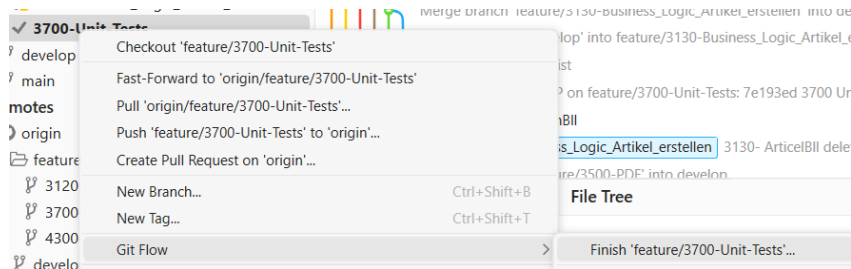 Merge branch 'feature/3130-Business_Logic_Artikel_erstellen' into de
3700-Unit-Tests
develop
lop' into feature/3130-Business_Logic_Artikel_e
Checkout 'feature/3700-Unit-Tests'
main
ist
Fast-Forward to 'origin/feature/3700-Unit-Tests'
P on feature/3700-Unit-Tests: 7e193ed 3700 Un
motes
Pull 'origin/feature/3700-Unit-Tests'...
nBll
origin
Push 'feature/3700-Unit-Tests' to 'origin'...
ss_Logic_Artikel_erstellen 3130- ArticelBll dele
feature
Create Pull Request on 'origin'...
ure/3500-PDF' into develop
3120
New Branch... Ctrl+Shift+B
File Tree
3700
New Tag... Ctrl+Shift+T
4300
Git Flow
Finish 'feature/3700-Unit-Tests'...
develo